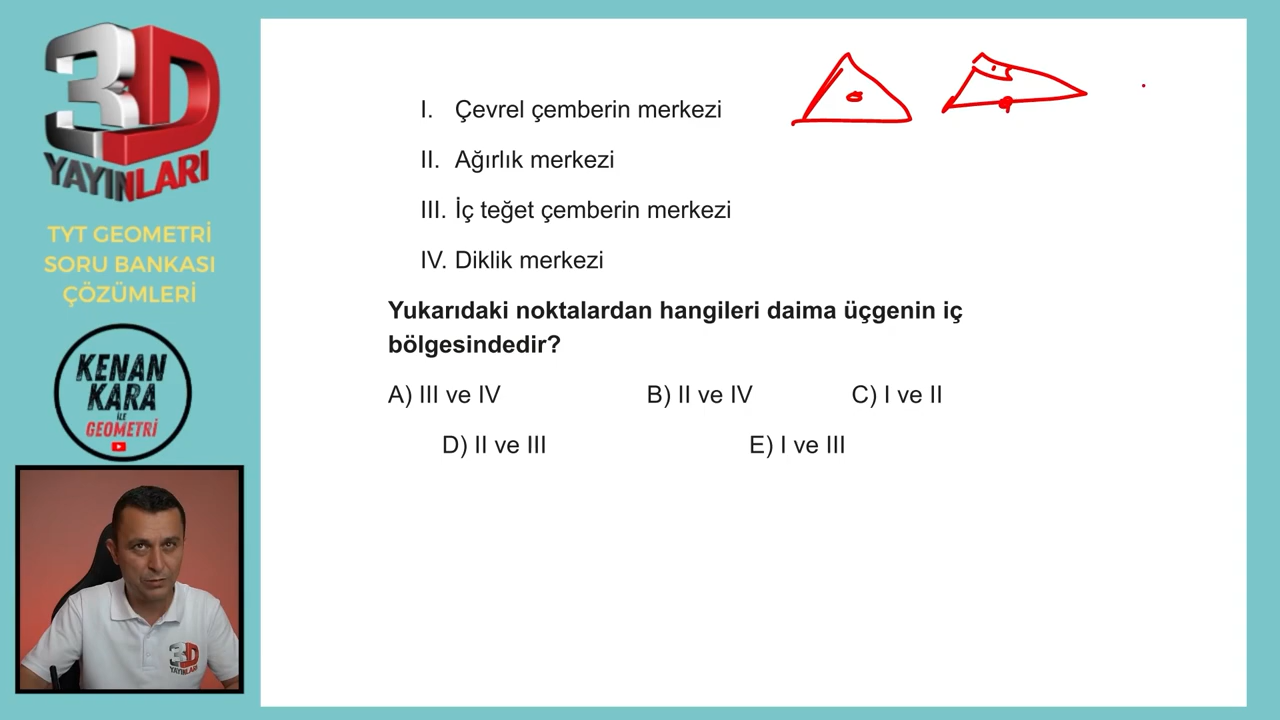 3D
YAYINLARI
TYT GEOMETRİ
SORU BANKASI
ÇÖZÜMLERİ
KENAN
KARA
İLE
GEOMETRİ
3D
YAYINLARI
I. Çevrel çemberin merkezi
II. Ağırlık merkezi
III. İç teğet çemberin merkezi
IV. Diklik merkezi
Yukarıdaki noktalardan hangileri daima üçgenin iç
bölgesindedir?
A) III ve IV B) II ve IV C) I ve II
D) II ve III E) I ve III